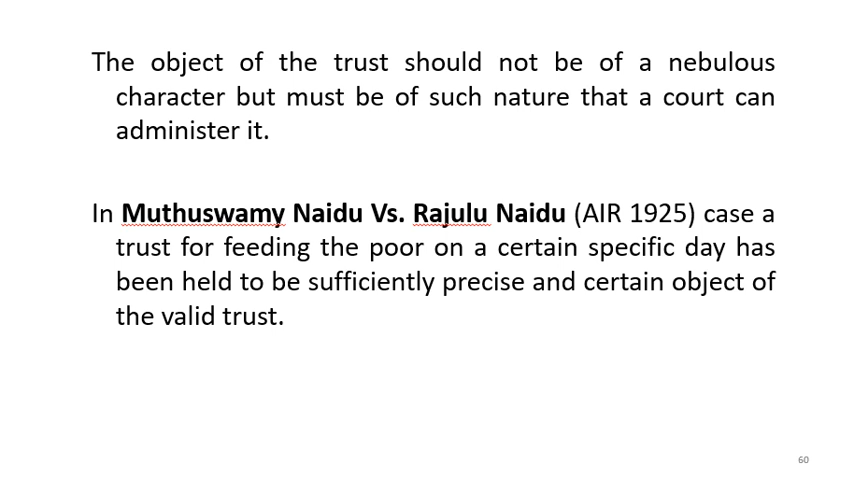 The object of the trust should not be of a nebulous
character but must be of such nature that a court can
administer it.
In Muthuswamy Naidu Vs. Rajulu Naidu (AIR 1925) case a
trust for feeding the poor on a certain specific day has
been held to be sufficiently precise and certain object of
the valid trust.
60